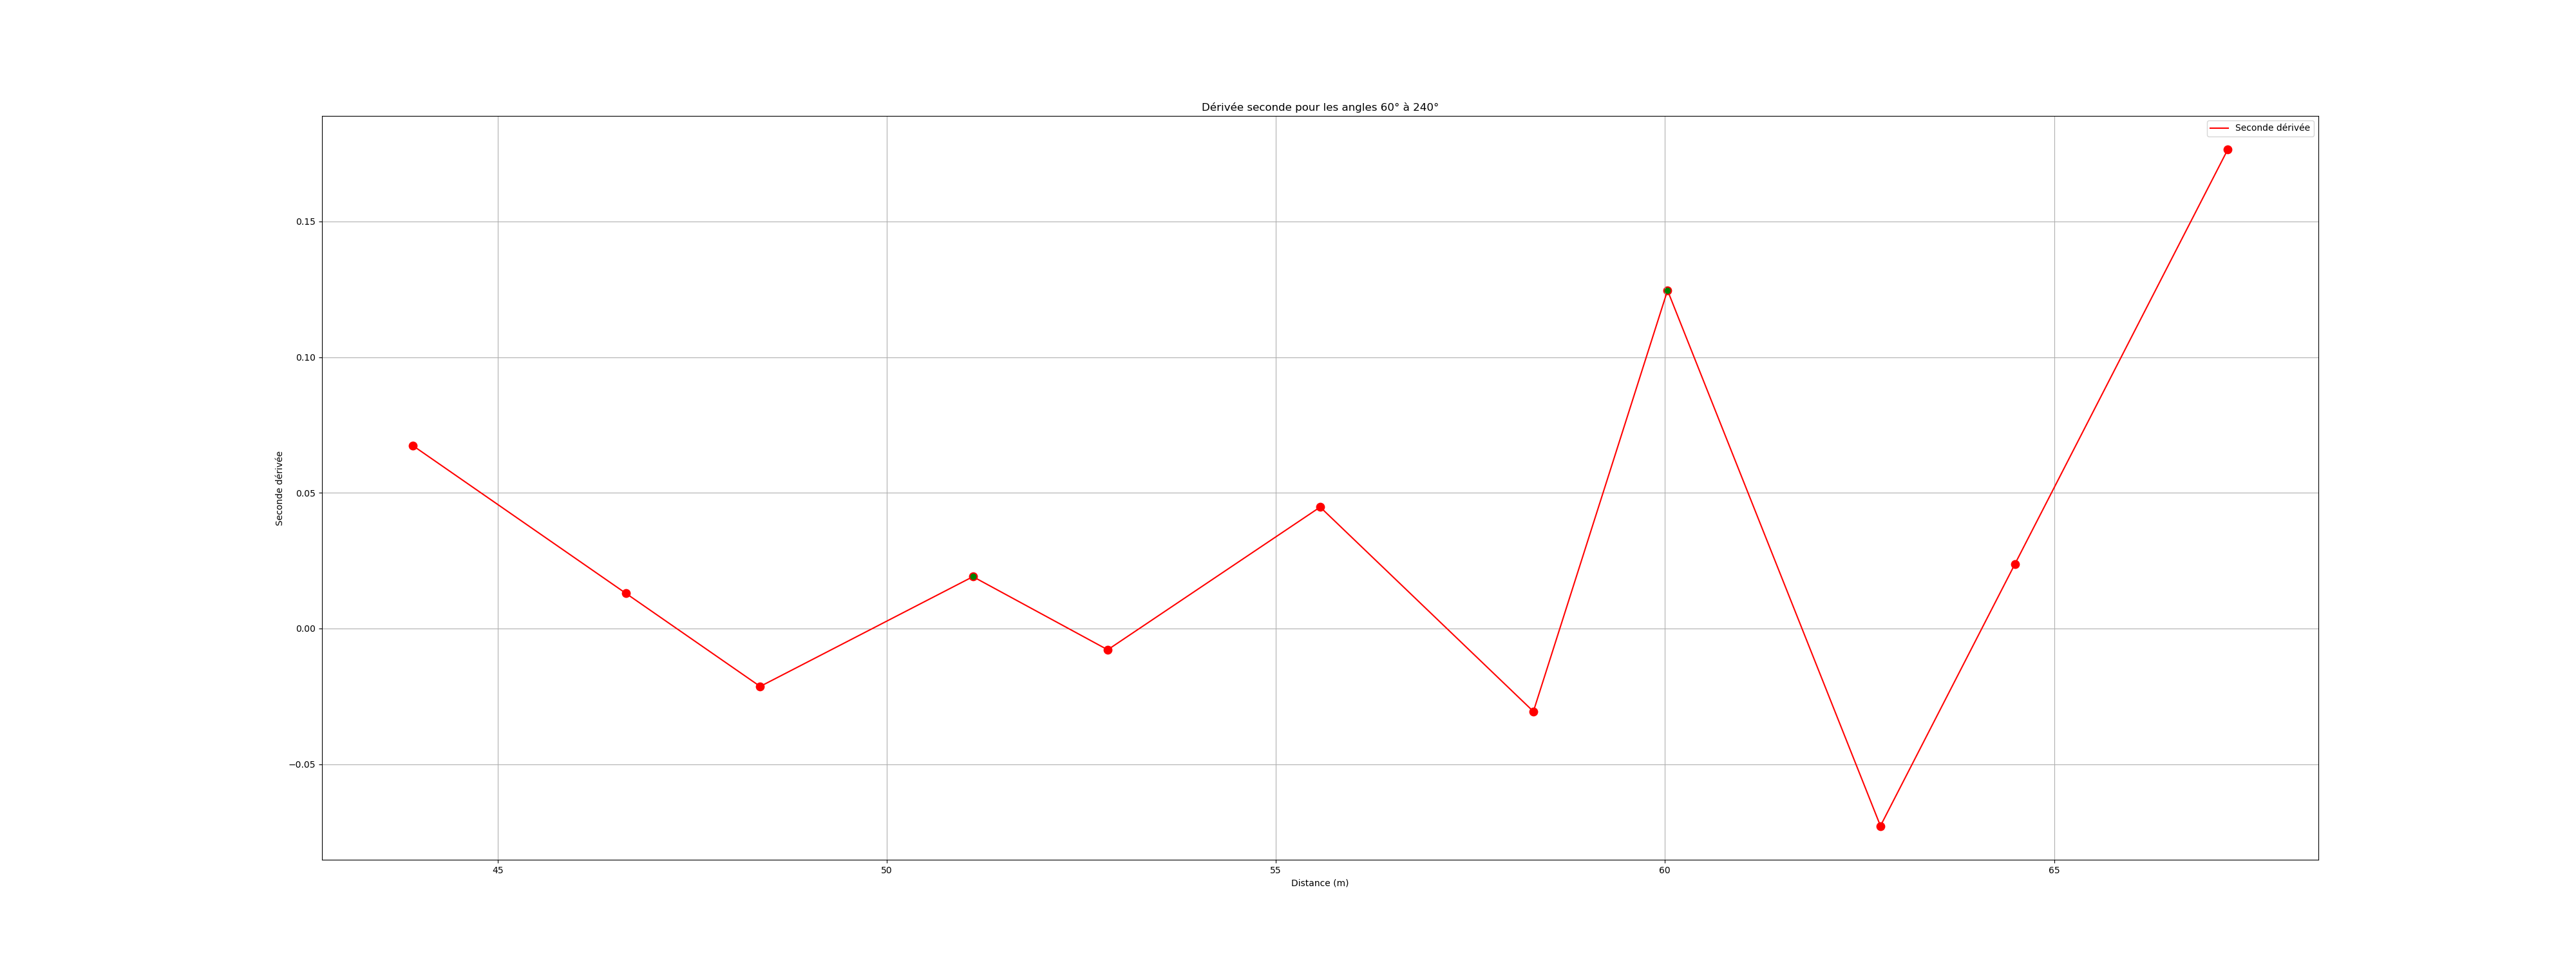 Dérivée seconde pour les angles 60° à 240°
Seconde dérivée
0.15
0.10
0.05
0.00
−0.05
Seconde dérivée
45
50
55
60
65
Distance (m)